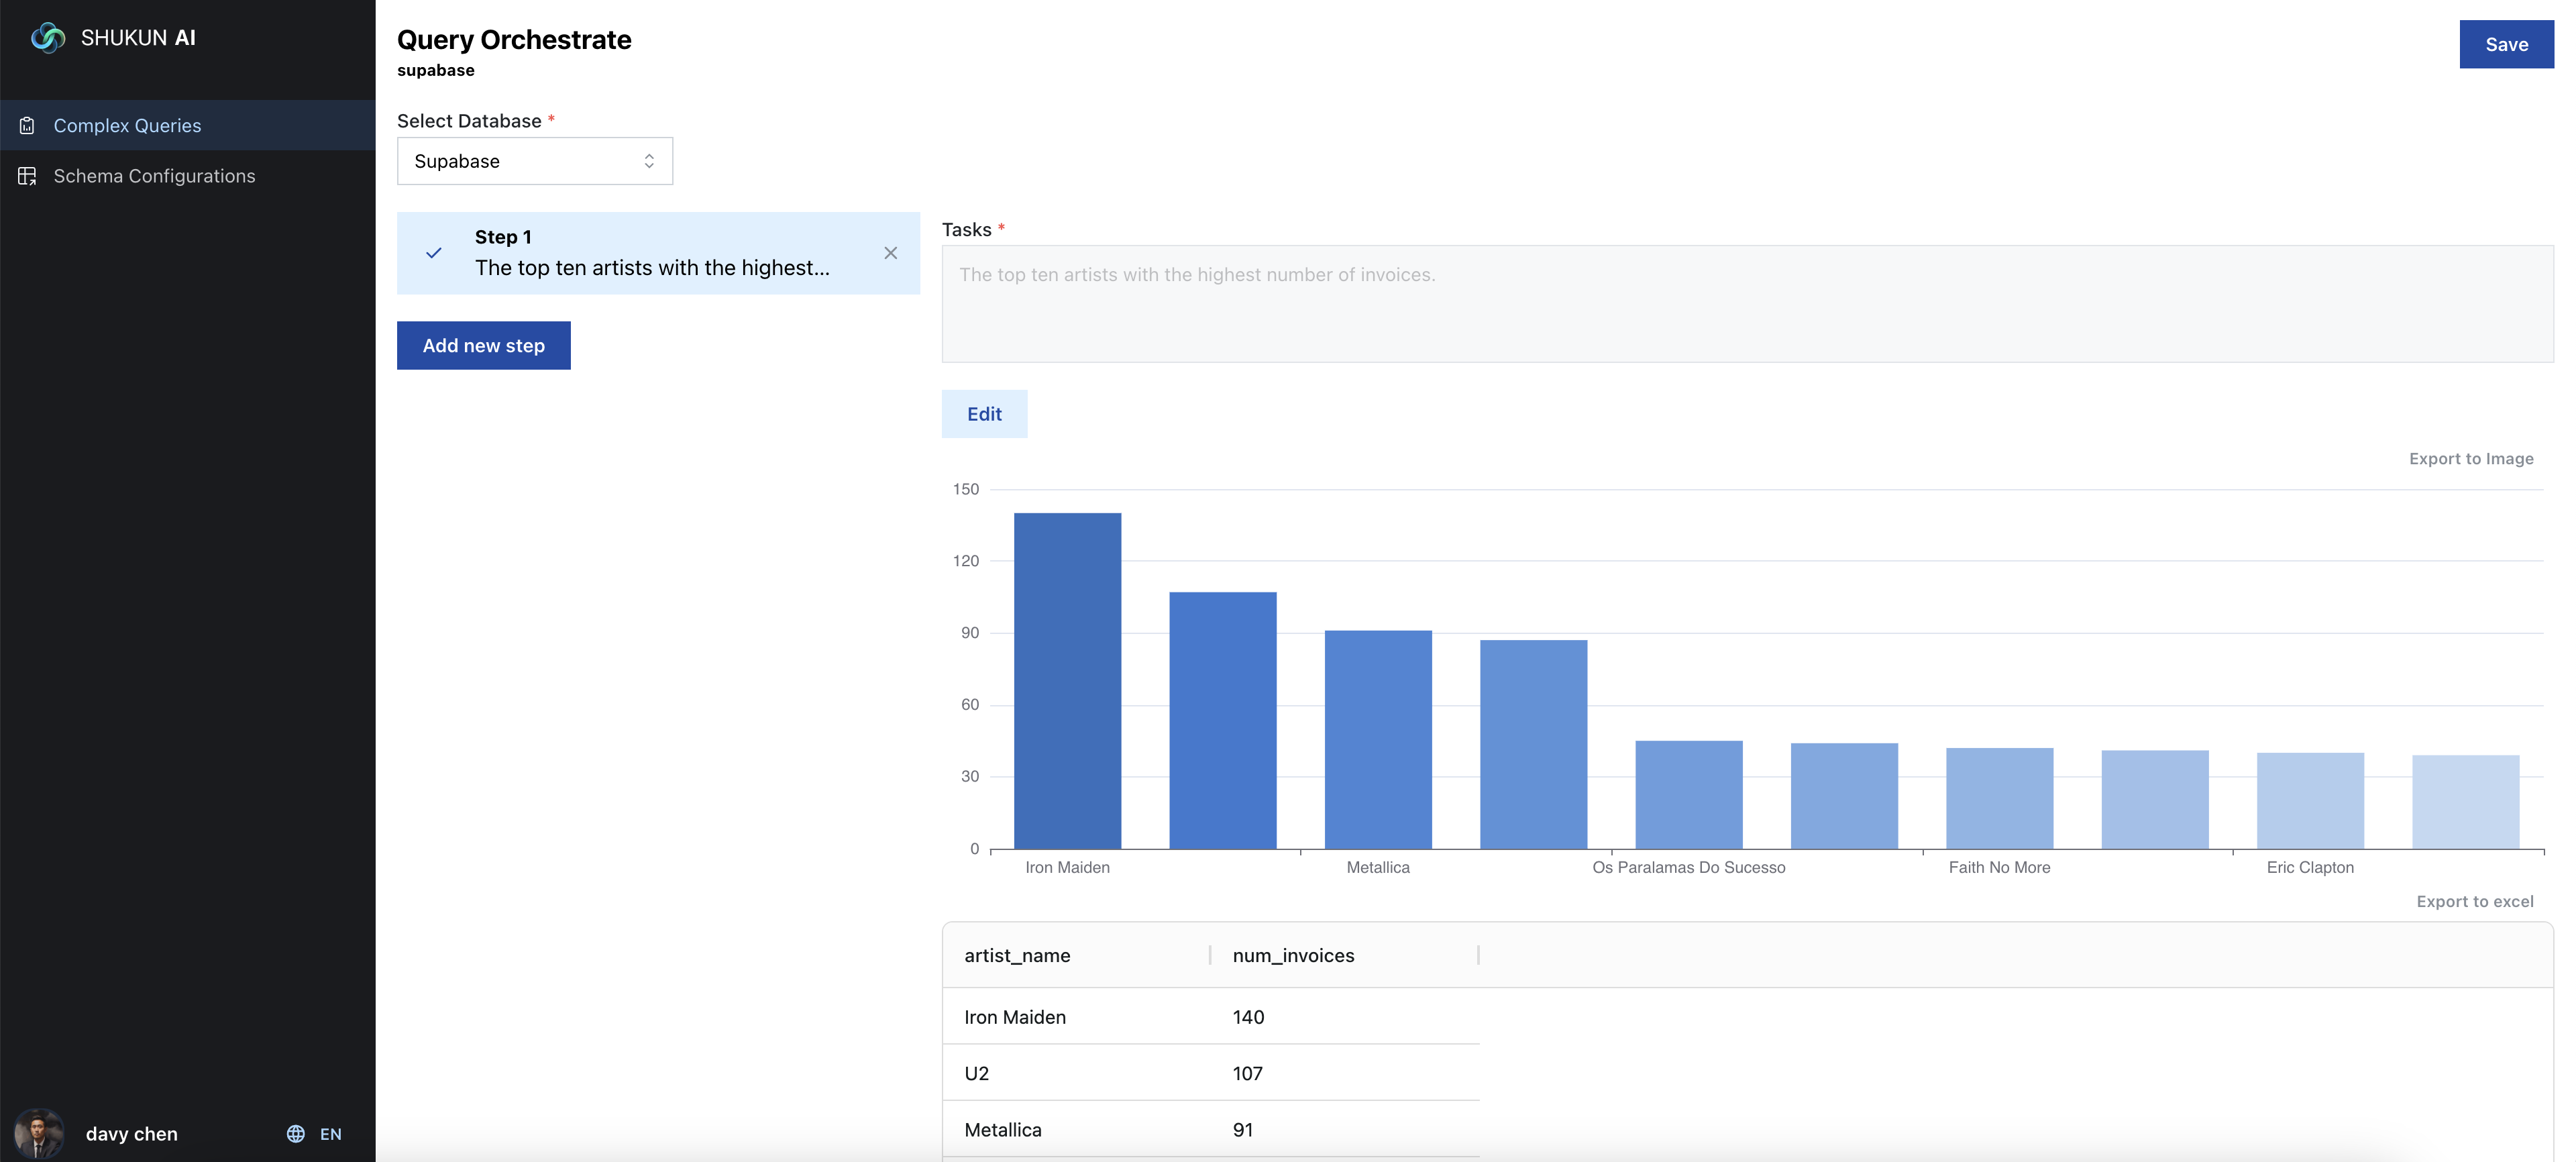 SHUKUN AI
Complex Queries
Schema Configurations
davy chen
EN
Query Orchestrate
supabase
Save
Select Database *
Supabase
Step 1
The top ten artists with the highest...
Add new step
Tasks *
The top ten artists with the highest number of invoices.
Edit
Export to Image
150
120
90
60
30
0
Iron Maiden Metallica Os Paralamas Do Sucesso Faith No More Eric Clapton
Export to excel
artist_name num_invoices
Iron Maiden 140
U2 107
Metallica 91